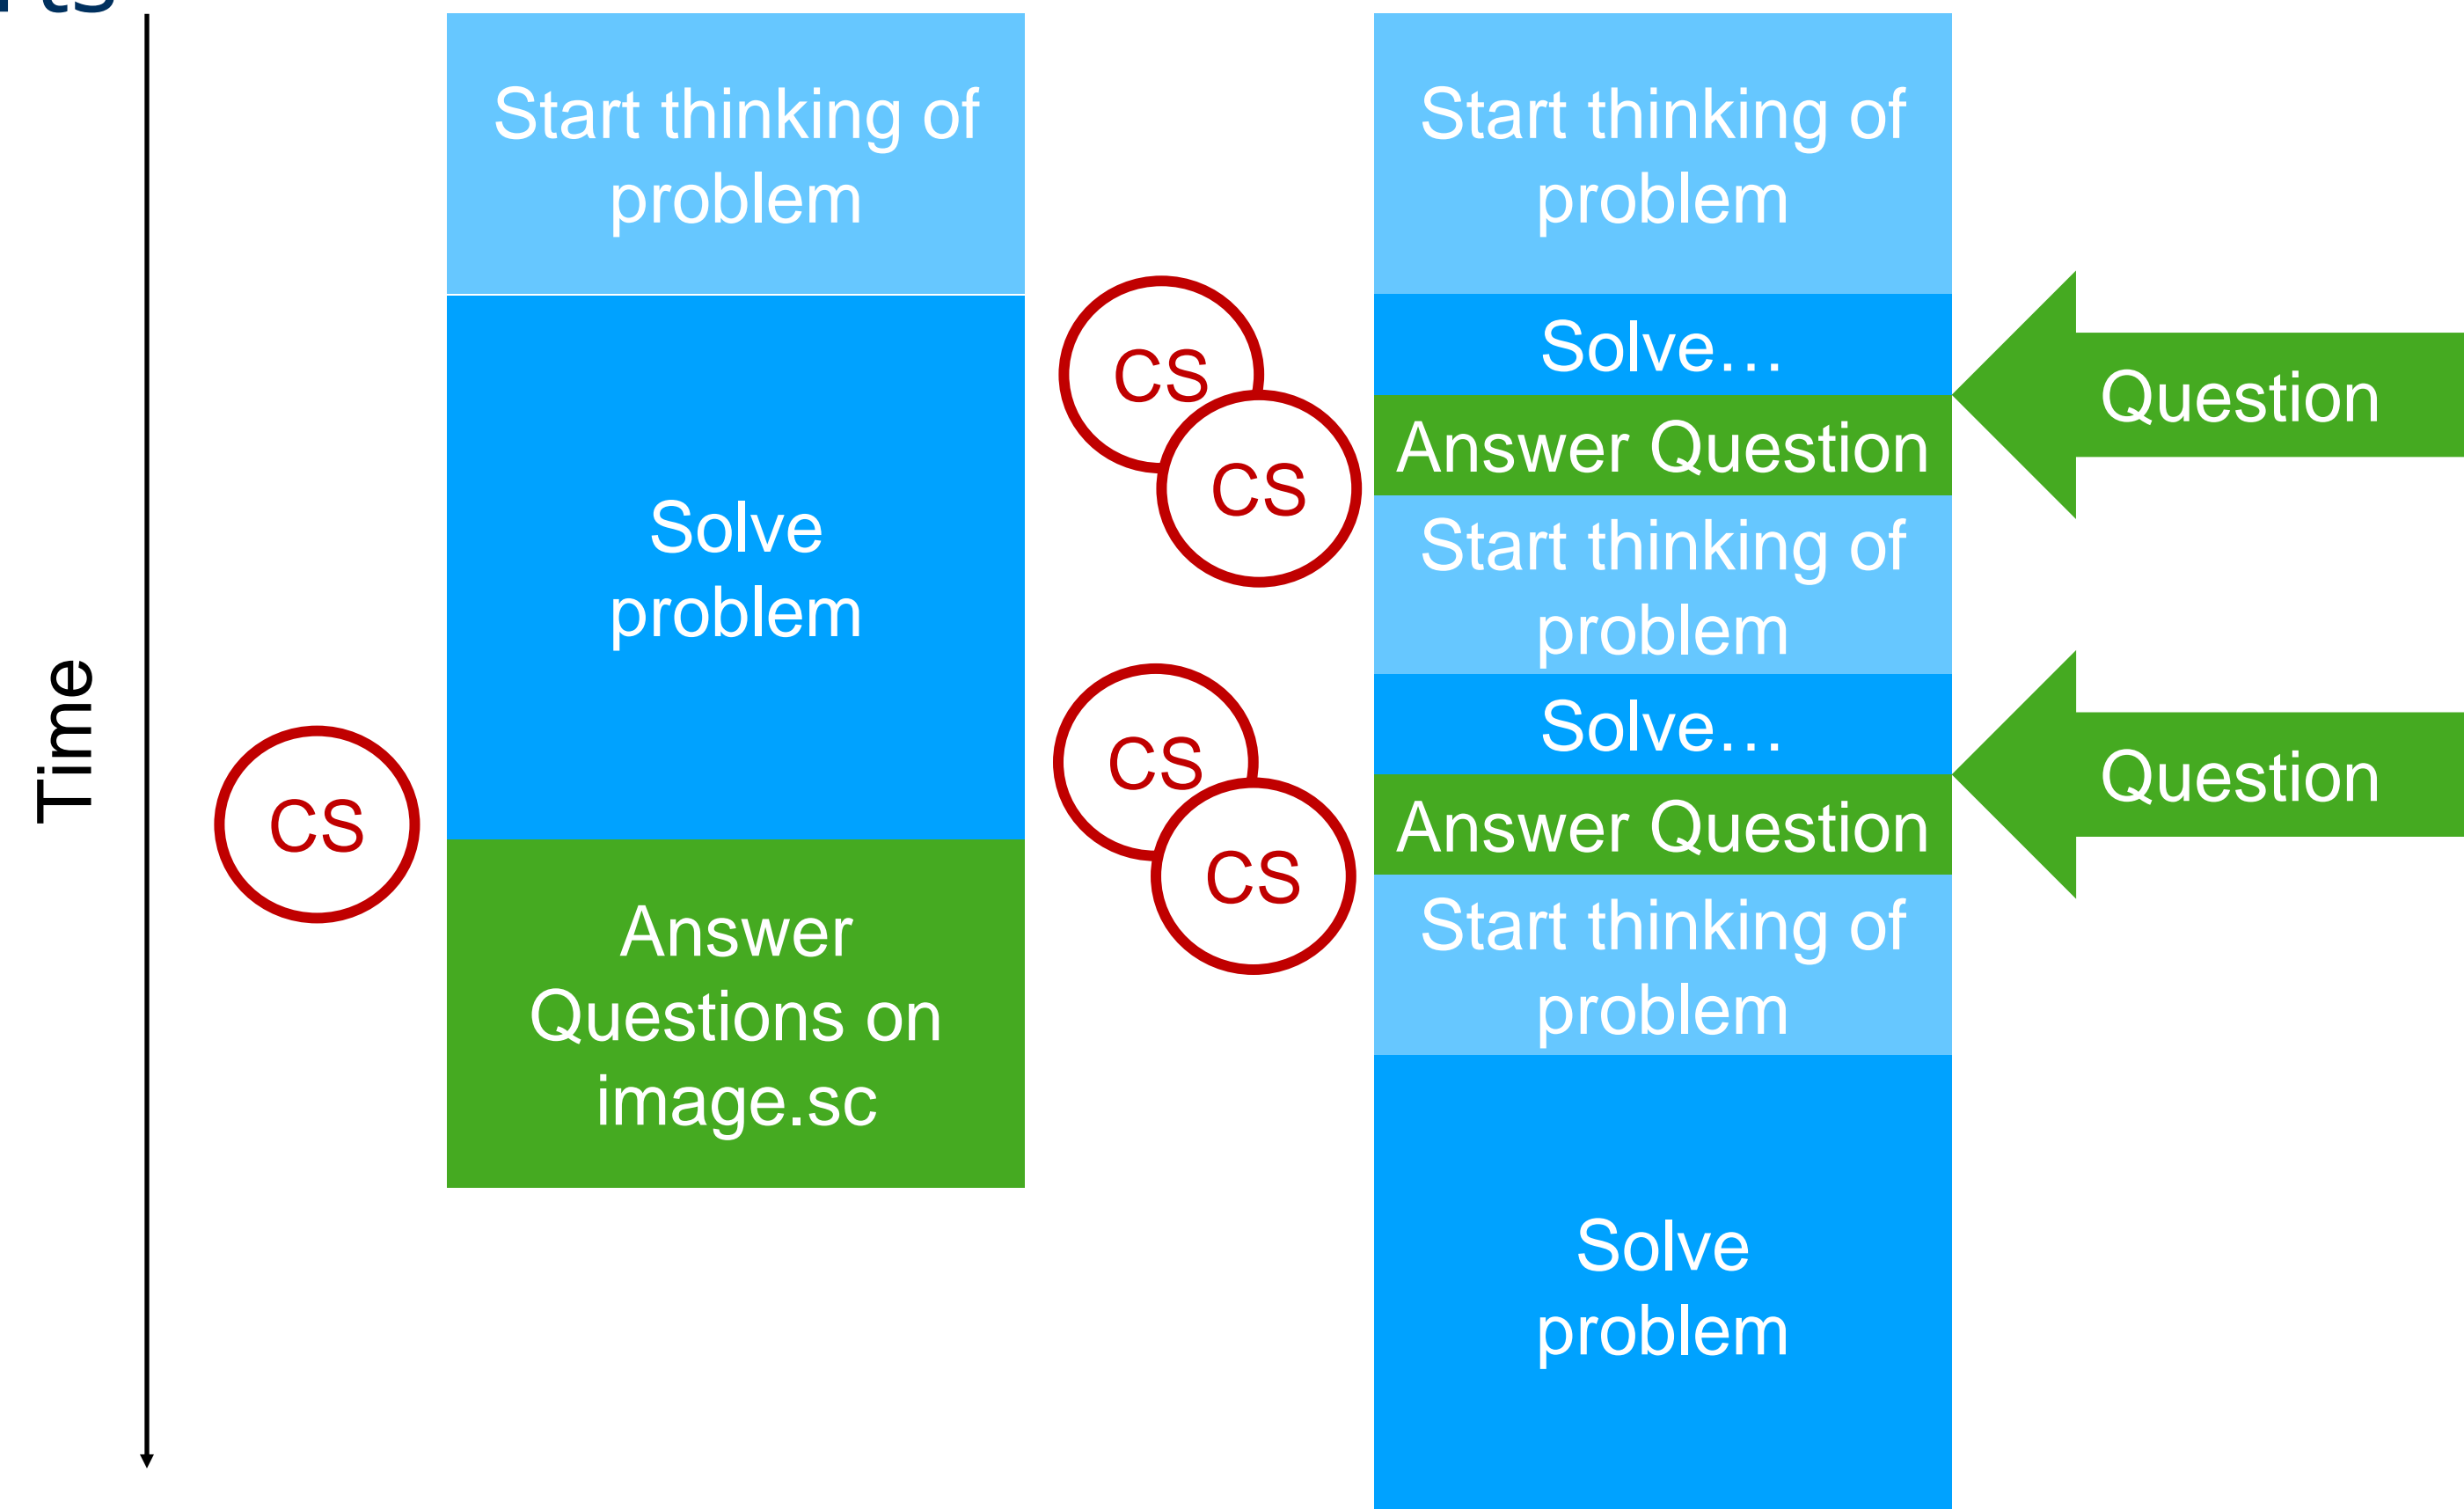 Time
CS
Start thinking of
problem
Solve
problem
Answer
Questions on
image.sc
CS
CS
CS
CS
Start thinking of
problem
Solve…
Answer Question
Start thinking of
problem
Solve…
Answer Question
Start thinking of
problem
Solve
problem
Question
Question